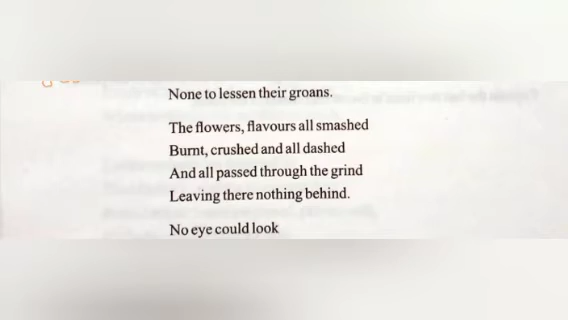 None to lessen their groans.
The flowers, flavours all smashed
Burnt, crushed and all dashed
And all passed through the grind
Leaving there nothing behind.
No eye could look